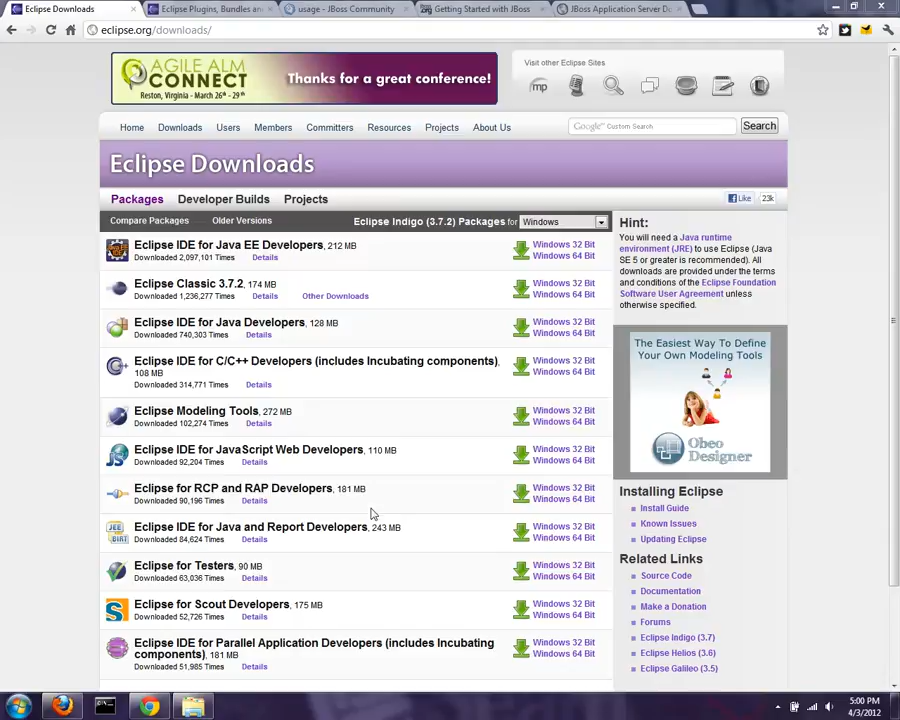 Eclipse Downloads
Eclipse Plugins, Bundles an
usage - JBoss Community
Getting Started with JBoss
JBoss Application Server D
eclipse.org/downloads/
AGILE ALM
CONNECT
Reston, Virginia - March 26th - 29th
Thanks for a great conference!
Visit other Eclipse Sites
mp
Home
Downloads
Users
Members
Committers
Resources
Projects
About Us
Google™ Custom Search
Search
Eclipse Downloads
Packages
Developer Builds
Projects
Like
23k
Compare Packages
Older Versions
Eclipse Indigo (3.7.2) Packages for
Windows
Eclipse IDE for Java EE Developers, 212 MB
Downloaded 2,097,101 Times
Details
Windows 32 Bit
Windows 64 Bit
Eclipse Classic 3.7.2, 174 MB
Downloaded 1,236,277 Times
Details
Other Downloads
Windows 32 Bit
Windows 64 Bit
Eclipse IDE for Java Developers, 128 MB
Downloaded 740,303 Times
Details
Windows 32 Bit
Windows 64 Bit
Eclipse IDE for C/C++ Developers (includes Incubating components),
108 MB
Downloaded 314,771 Times
Details
Windows 32 Bit
Windows 64 Bit
Eclipse Modeling Tools, 272 MB
Downloaded 102,274 Times
Details
Windows 32 Bit
Windows 64 Bit
Eclipse IDE for JavaScript Web Developers, 110 MB
Downloaded 92,204 Times
Details
Windows 32 Bit
Windows 64 Bit
Eclipse for RCP and RAP Developers, 181 MB
Downloaded 90,196 Times
Details
Windows 32 Bit
Windows 64 Bit
Eclipse IDE for Java and Report Developers, 243 MB
Downloaded 84,624 Times
Details
Windows 32 Bit
Windows 64 Bit
Eclipse for Testers, 90 MB
Downloaded 63,036 Times
Details
Windows 32 Bit
Windows 64 Bit
Eclipse for Scout Developers, 175 MB
Downloaded 52,726 Times
Details
Windows 32 Bit
Windows 64 Bit
Eclipse IDE for Parallel Application Developers (includes Incubating
components), 181 MB
Downloaded 51,985 Times
Details
Windows 32 Bit
Windows 64 Bit
Hint:
You will need a Java runtime
environment (JRE) to use Eclipse (Java
SE 5 or greater is recommended). All
downloads are provided under the terms
and conditions of the Eclipse Foundation
Software User Agreement unless
otherwise specified.
The Easiest Way To Define
Your Own Modeling Tools
Obeo
Designer
Installing Eclipse
Install Guide
Known Issues
Updating Eclipse
Related Links
Source Code
Documentation
Make a Donation
Forums
Eclipse Indigo (3.7)
Eclipse Helios (3.6)
Eclipse Galileo (3.5)
5:00 PM
4/3/2012